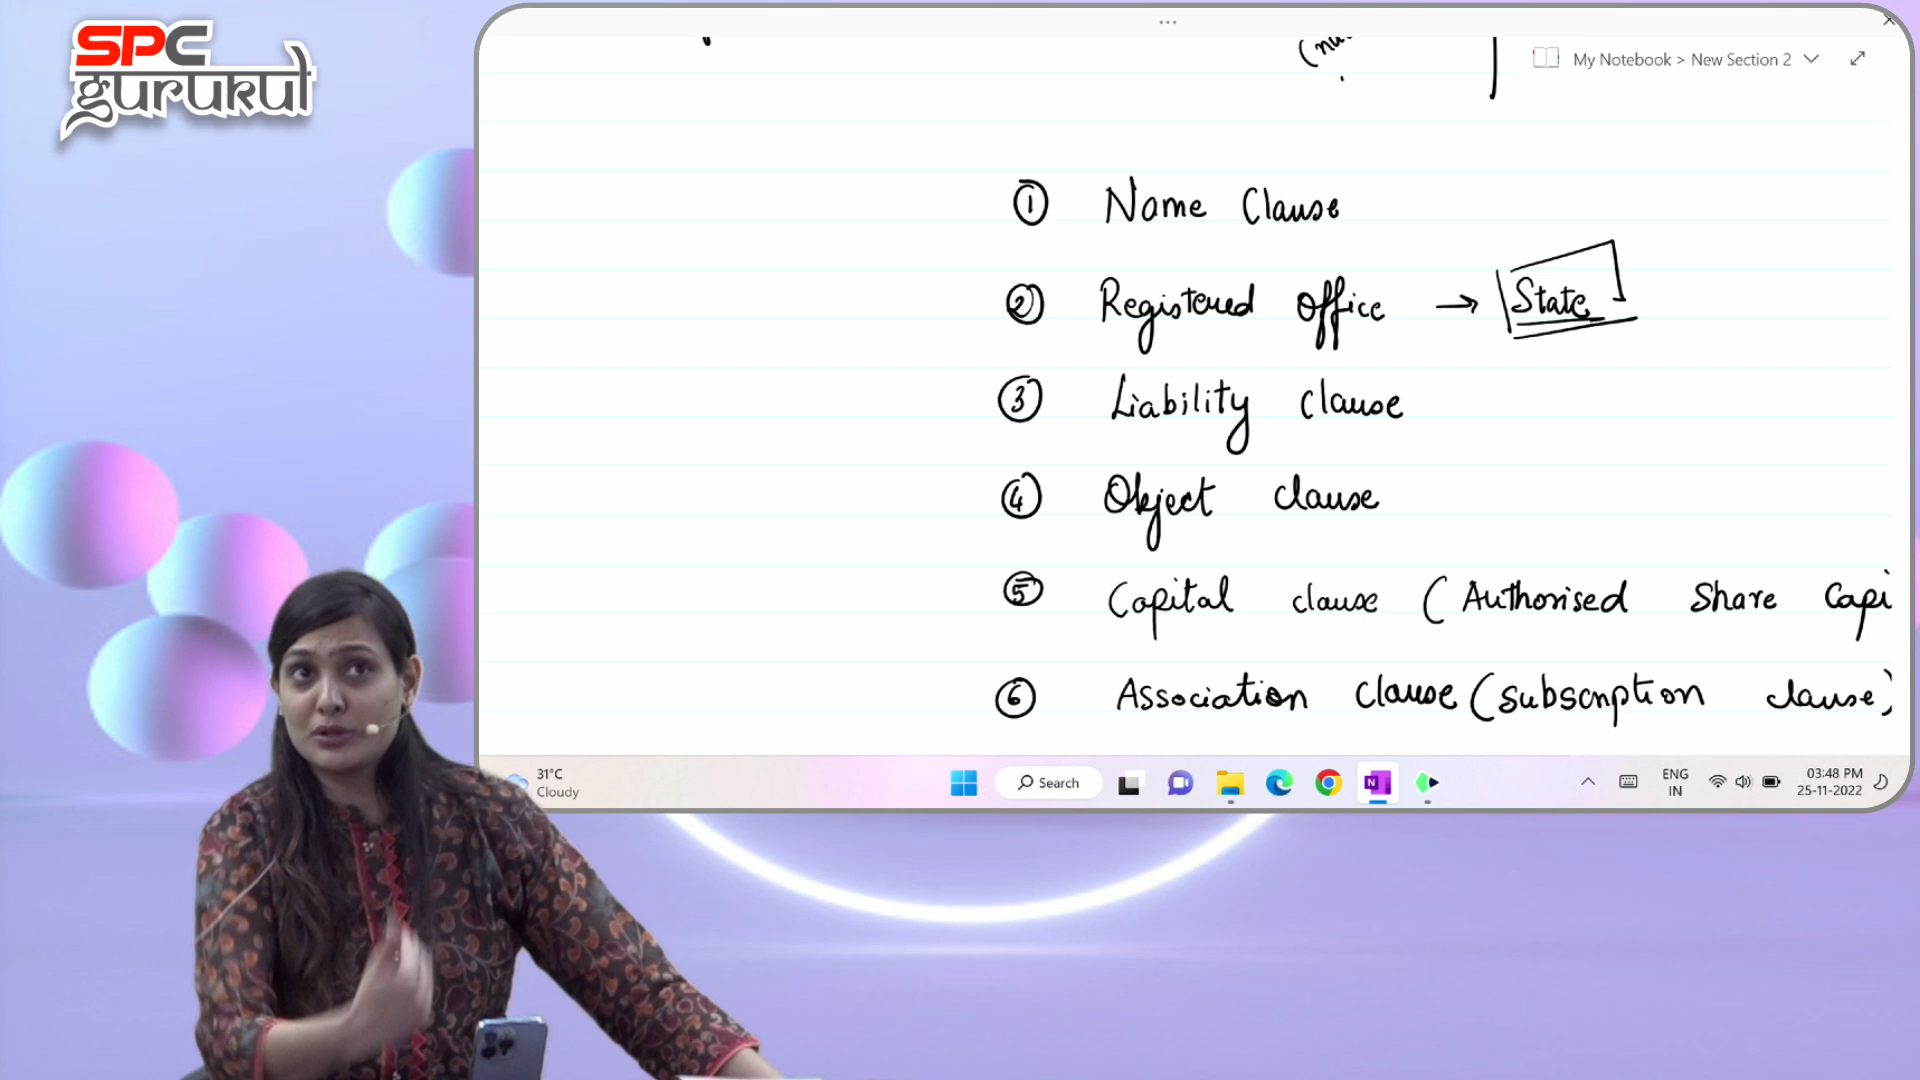 SPC
gurukul
My Notebook > New Section 2
① Name Clause
② Registered office → State
③ Liability clause
④ Object clause
⑤ Capital clause (Authorised Share Capi
⑥ Association clause (subscription clause)
31°C
Cloudy
Search
ENG
IN
03:48 PM
25-11-2022